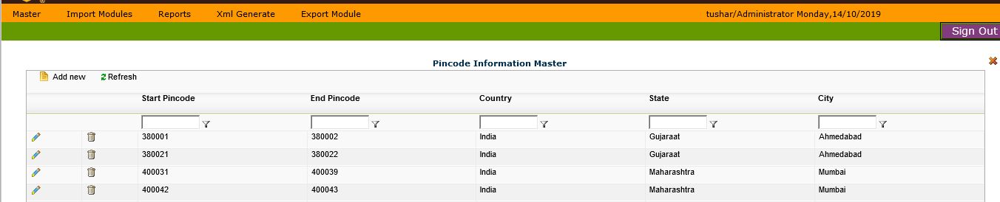 ®
Master Import Modules Reports Xml Generate Export Module tushar/Administrator Monday,14/10/2019
Sign Out
Pincode Information Master
Add new Refresh
Start Pincode End Pincode Country State City
380001 380002 India Gujaraat Ahmedabad
380021 380022 India Gujaraat Ahmedabad
400031 400039 India Maharashtra Mumbai
400042 400043 India Maharashtra Mumbai